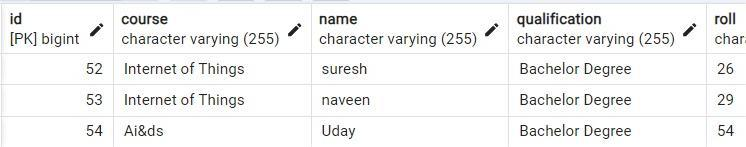 id course name qualification roll
[PK] bigint character varying (255) character varying (255) character varying (255)
52 Internet of Things suresh Bachelor Degree 26
53 Internet of Things naveen Bachelor Degree 29
54 Ai&ds Uday Bachelor Degree 54